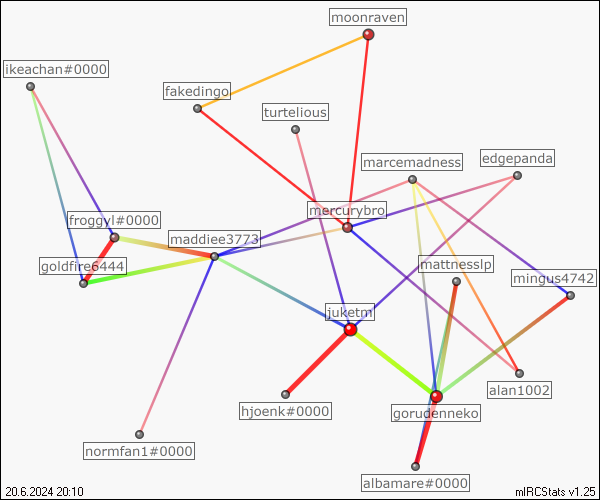 moonraven
ikeachan#0000
fakedingo
turtelious
marcemadness
edgepanda
mercurybro
froggyl#0000
maddiee3773
goldfire6444
mattnesslp
mingus4742
juketm
alan1002
hjoenk#0000
gorudenneko
normfan1#0000
albamare#0000
20.6.2024 20:10
mIRCStats v1.25